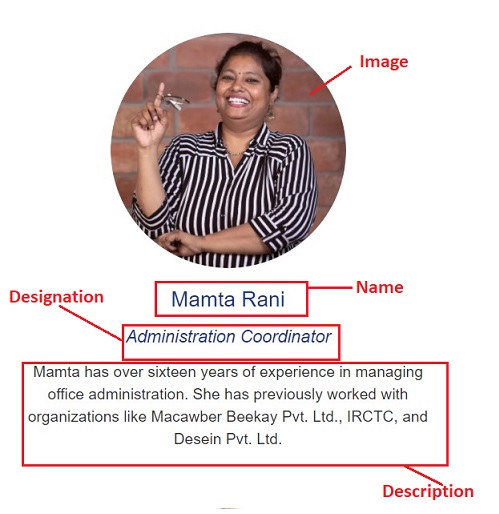 Image
Mamta Rani
Name
Designation
Administration Coordinator
Mamta has over sixteen years of experience in managing
office administration. She has previously worked with
organizations like Macawber Beekay Pvt. Ltd., IRCTC, and
Desein Pvt. Ltd.
Description